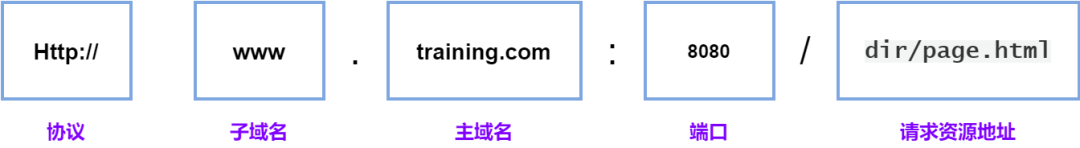 Http:// www . training.com : 8080 / dir/page.html
协议 子域名 主域名 端口 请求资源地址